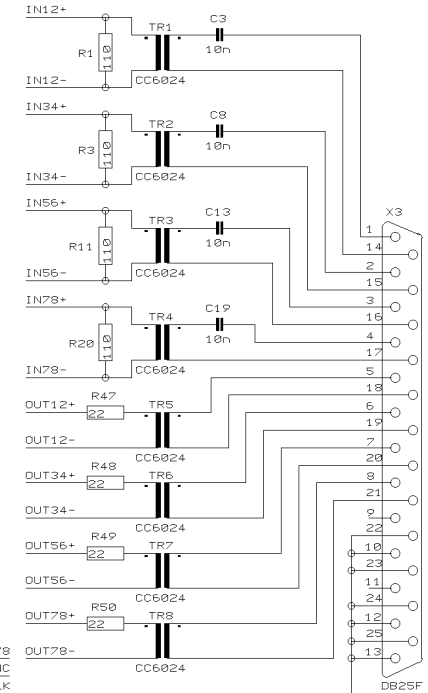 IN12+
C3
TR1
R1
110
10n
IN12-
CC6024
IN34+
C8
TR2
R3
110
10n
IN34-
CC6024
IN56+
C13
X3
TR3
R11
110
10n
IN56-
CC6024
IN78+
C19
TR4
R20
110
10n
IN78-
CC6024
R47
OUT12+
22
TR5
OUT12-
CC6024
R48
OUT34+
22
TR6
OUT34-
CC6024
R49
OUT56+
22
TR7
OUT56-
CC6024
R50
OUT78+
22
TR8
78
OUT78-
CC6024
IC
LK
1
14
2
15
3
16
4
17
5
18
6
19
7
20
8
21
9
22
10
23
11
24
12
25
13
DB25F